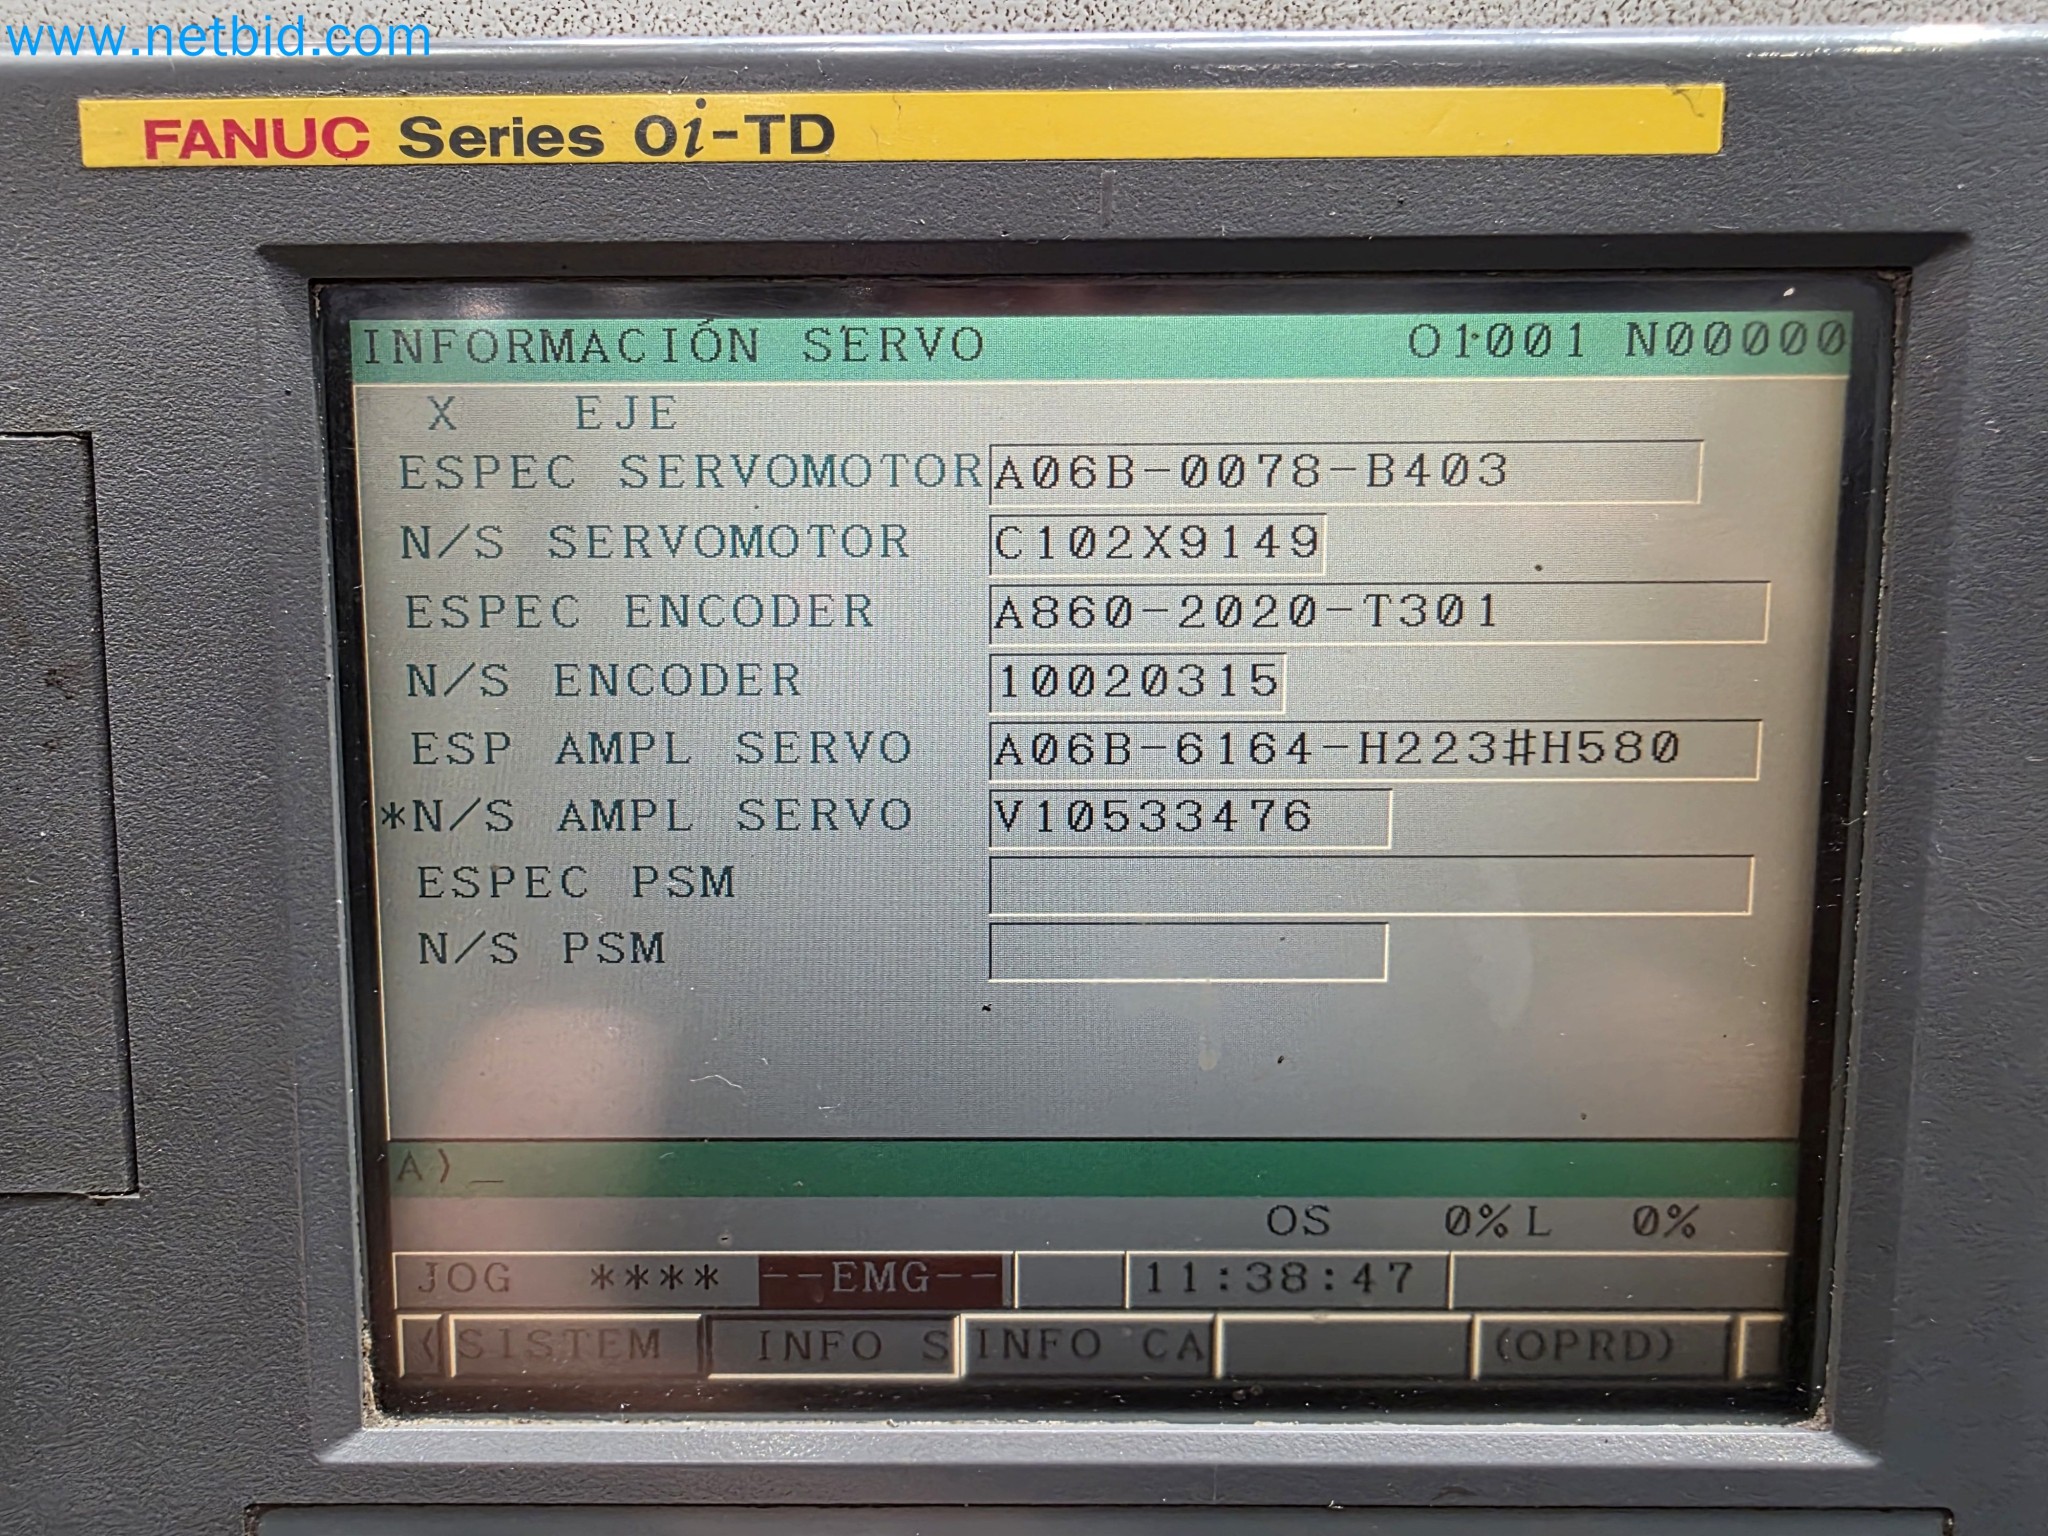 www.netbid.com
FANUC Series 0i-TD
INFORMACIÓN SERVO O1001 N00000
X EJE
ESPEC SERVOMOTOR A06B-0078-B403
N/S SERVOMOTOR C102X9149
ESPEC ENCODER A860-2020-T301
N/S ENCODER 10020315
ESP AMPL SERVO A06B-6164-H223#H580
*N/S AMPL SERVO V10533476
ESPEC PSM
N/S PSM
A)_
OS 0% L 0%
JOG **** --EMG-- 11:38:47
( SISTEM INFO S INFO CA (OPRD)